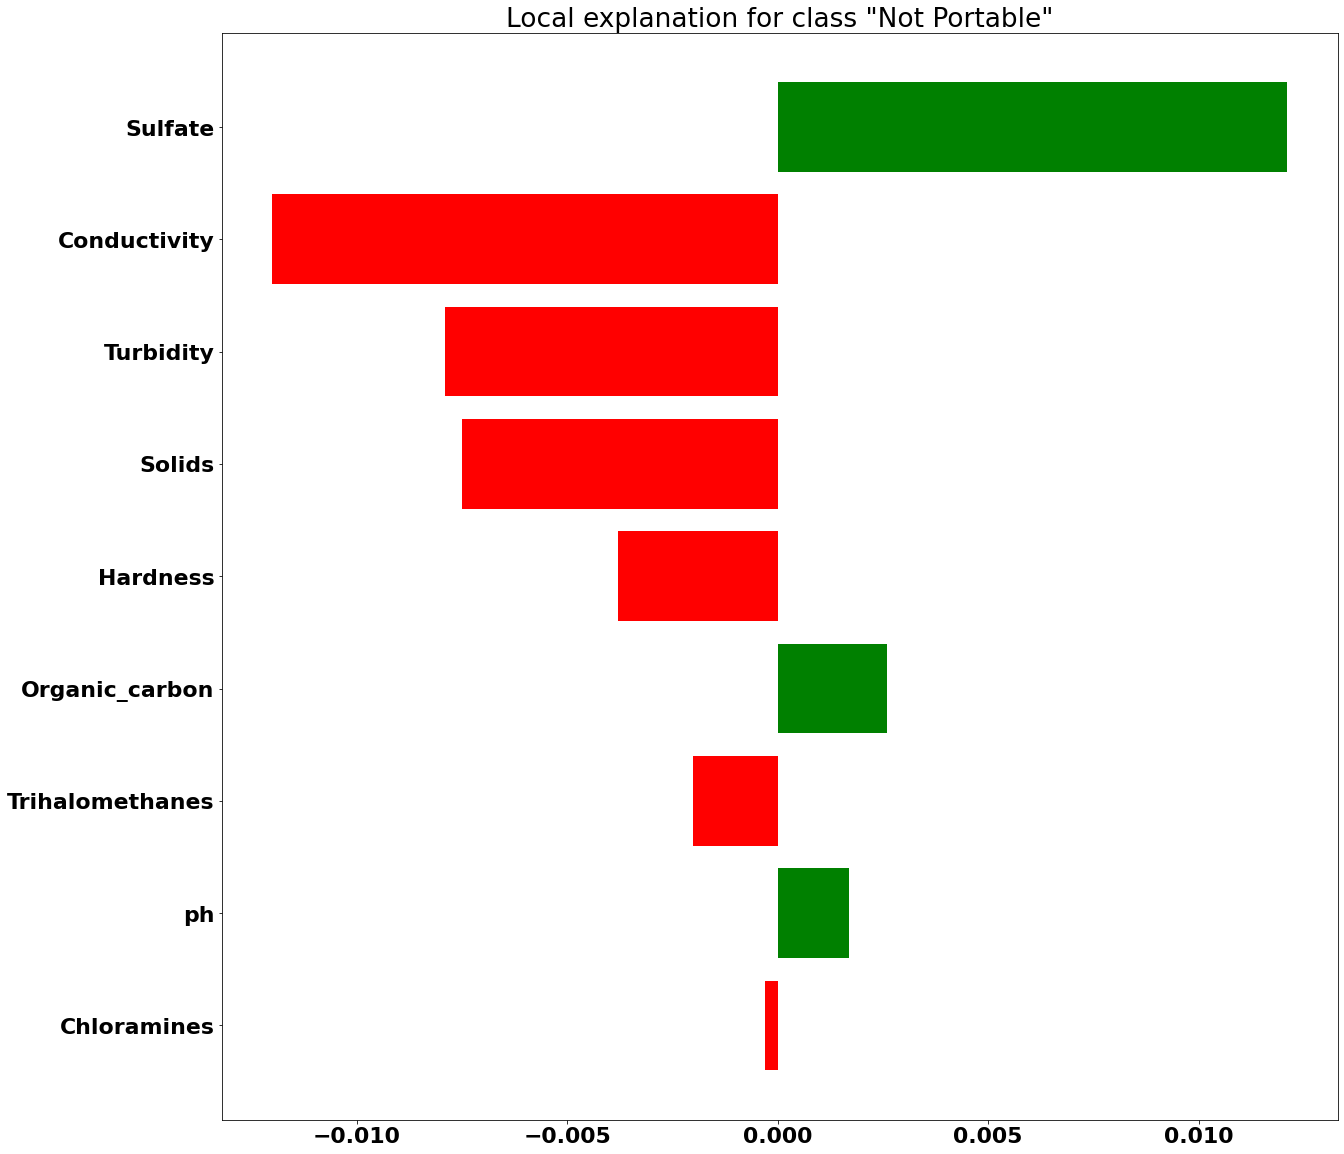 Local explanation for class "Not Portable"
Sulfate
Conductivity
Turbidity
Solids
Hardness
Organic_carbon
Trihalomethanes
ph
Chloramines
−0.010 −0.005 0.000 0.005 0.010